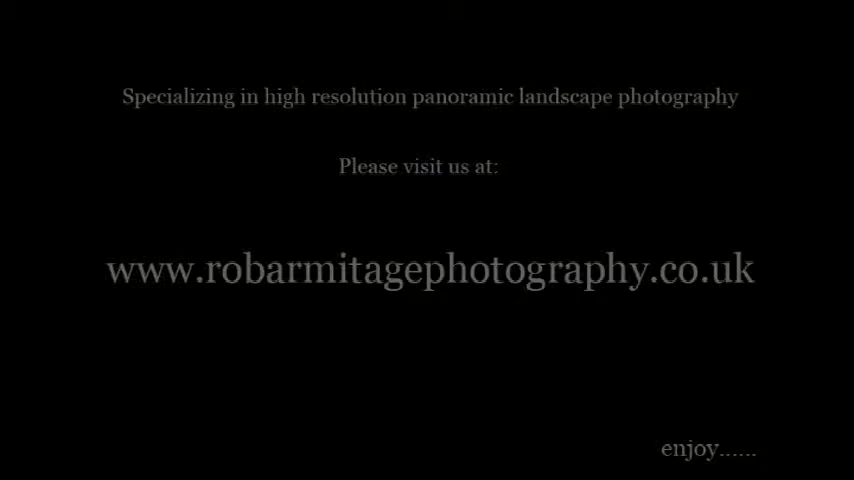 Specializing in high resolution panoramic landscape photography
Please visit us at:
www.robarmitagephotography.co.uk
enjoy......